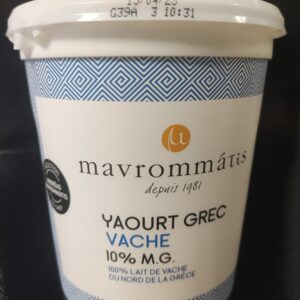 G39A 3 10:31
µ
mavrommátis
depuis 1981
YAOURT GREC
VACHE
10% M.G.
100% LAIT DE VACHE
DU NORD DE LA GRÈCE